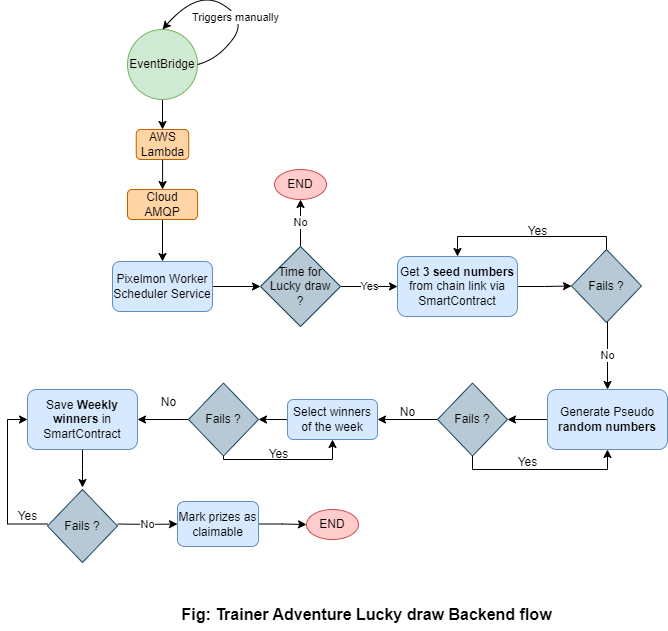 Triggers manually
EventBridge
AWS
Lambda
Cloud
AMQP
END
No
Pixelmon Worker
Scheduler Service
Time for
Lucky draw
?
Yes
Get 3 seed numbers
from chain link via
SmartContract
Yes
Fails ?
No
Generate Pseudo
random numbers
Fails ?
Yes
No
Select winners
of the week
Fails ?
Yes
No
Save Weekly
winners in
SmartContract
Fails ?
Yes
No
Mark prizes as
claimable
END
Fig: Trainer Adventure Lucky draw Backend flow